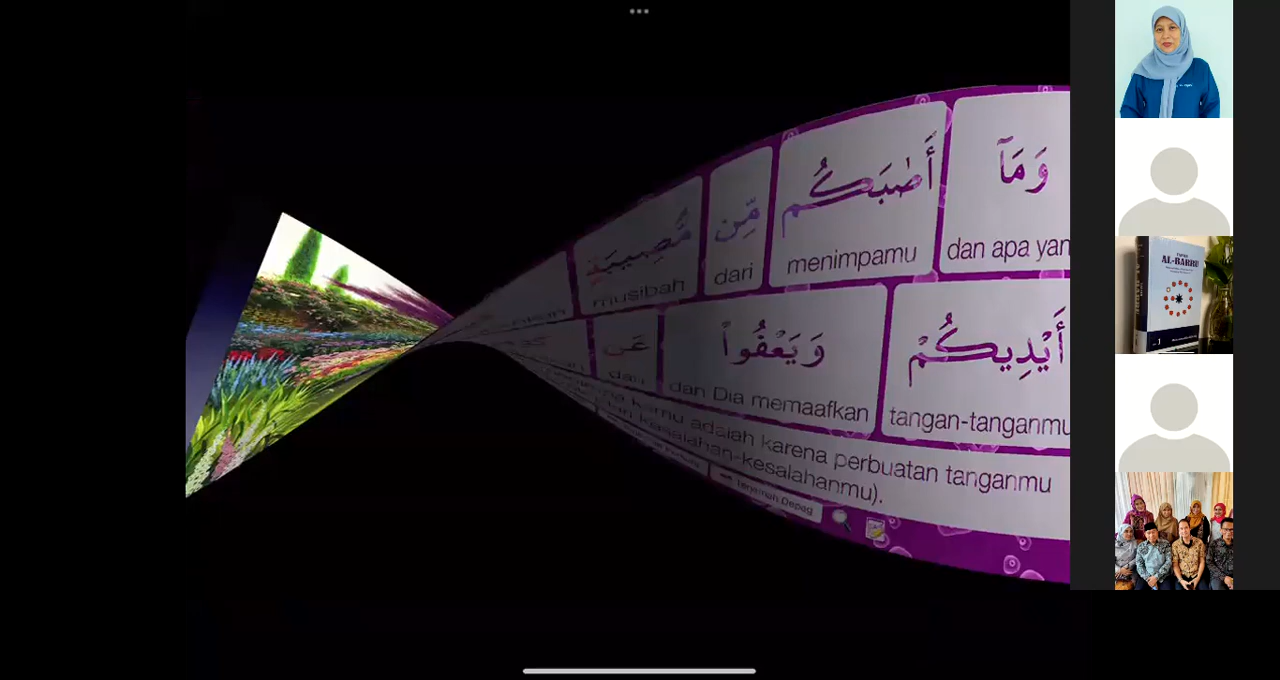 وَمَآ أَصَٰبَكُم مِّن مُّصِيبَةٍ
dan apa yan menimpamu dari musibah
أَيْدِيكُمْ وَيَعْفُوا۟ عَن
tangan-tanganmu dan Dia memaafkan dari
kamu adalah karena perbuatan tanganmu
kesalahan-kesalahanmu).
Terjemah Depag
AL-BARRU